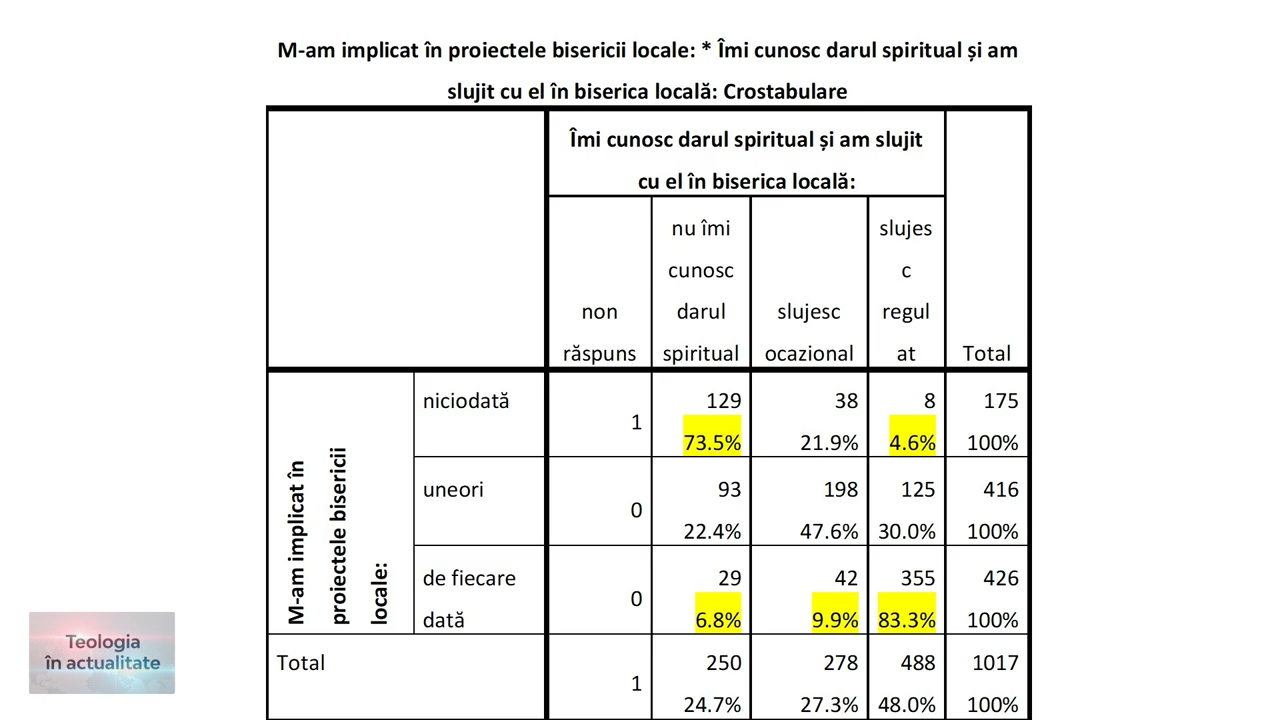 M-am implicat în proiectele bisericii locale: * Îmi cunosc darul spiritual și am
slujit cu el în biserica locală: Crostabulare
Îmi cunosc darul spiritual și am slujit
cu el în biserica locală:
non
răspuns
nu îmi
cunosc
darul
spiritual
slujesc
ocazional
slujes
c
regul
at
Total
M-am implicat în
proiectele bisericii
locale:
niciodată
1
129
73.5%
38
21.9%
8
4.6%
175
100%
uneori
0
93
22.4%
198
47.6%
125
30.0%
416
100%
de fiecare
dată
0
29
6.8%
42
9.9%
355
83.3%
426
100%
Total
1
250
24.7%
278
27.3%
488
48.0%
1017
100%
Teologia
în actualitate